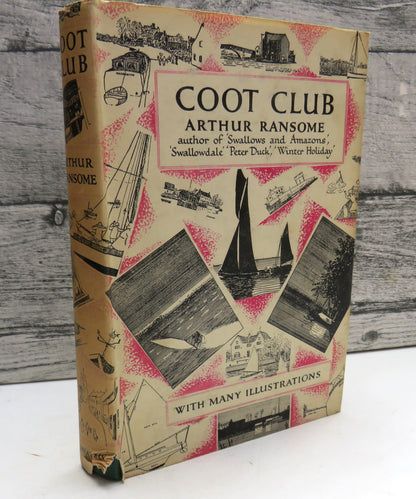 COOT
CLUB
ARTHUR
RANSOME
COOT CLUB
ARTHUR RANSOME
author of 'Swallows and Amazons',
'Swallowdale' 'Peter Duck', 'Winter Holiday'
WITH MANY ILLUSTRATIONS